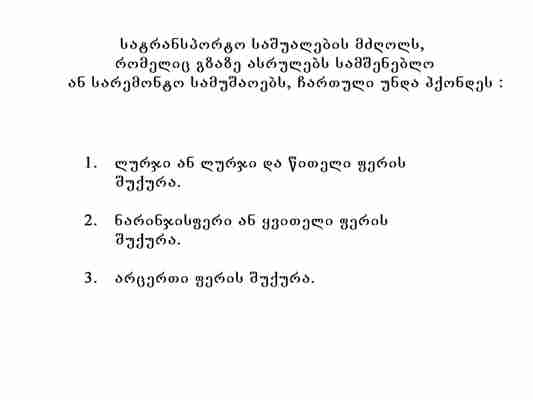 სატრანსპორტო საშუალების მძღოლს,
რომელიც გზაზე ასრულებს სამშენებლო
ან სარემონტო სამუშაოებს, ჩართული უნდა ჰქონდეს :
1. ლურჯი ან ლურჯი და წითელი ფერის
შუქურა.
2. ნარინჯისფერი ან ყვითელი ფერის
შუქურა.
3. არცერთი ფერის შუქურა.